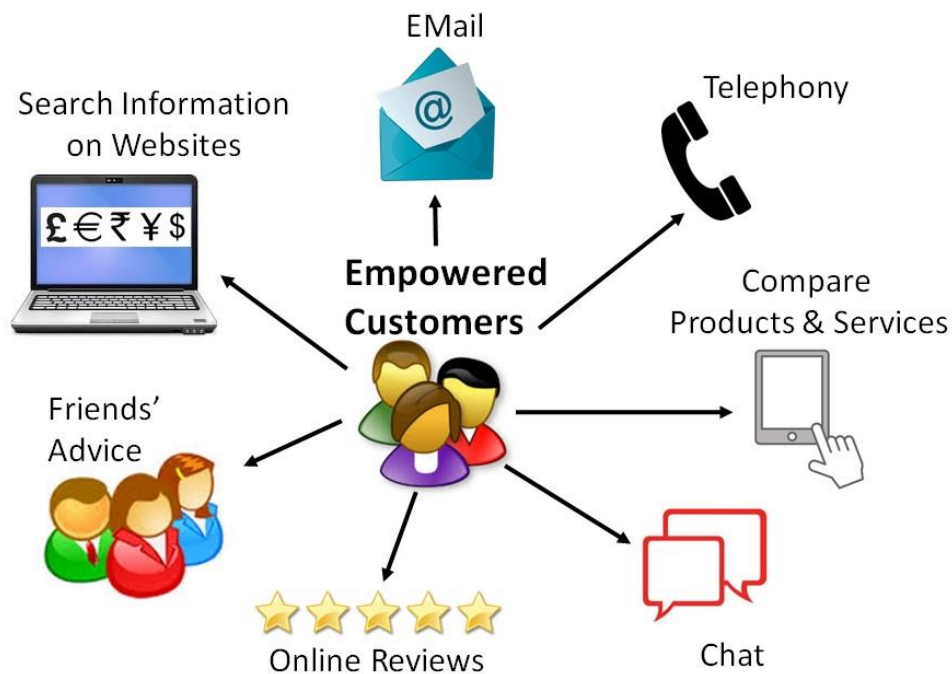 EMail
Telephony
Search Information
on Websites
£€₹¥$
@
Empowered
Customers
Compare
Products & Services
Friends’
Advice
Online Reviews
Chat